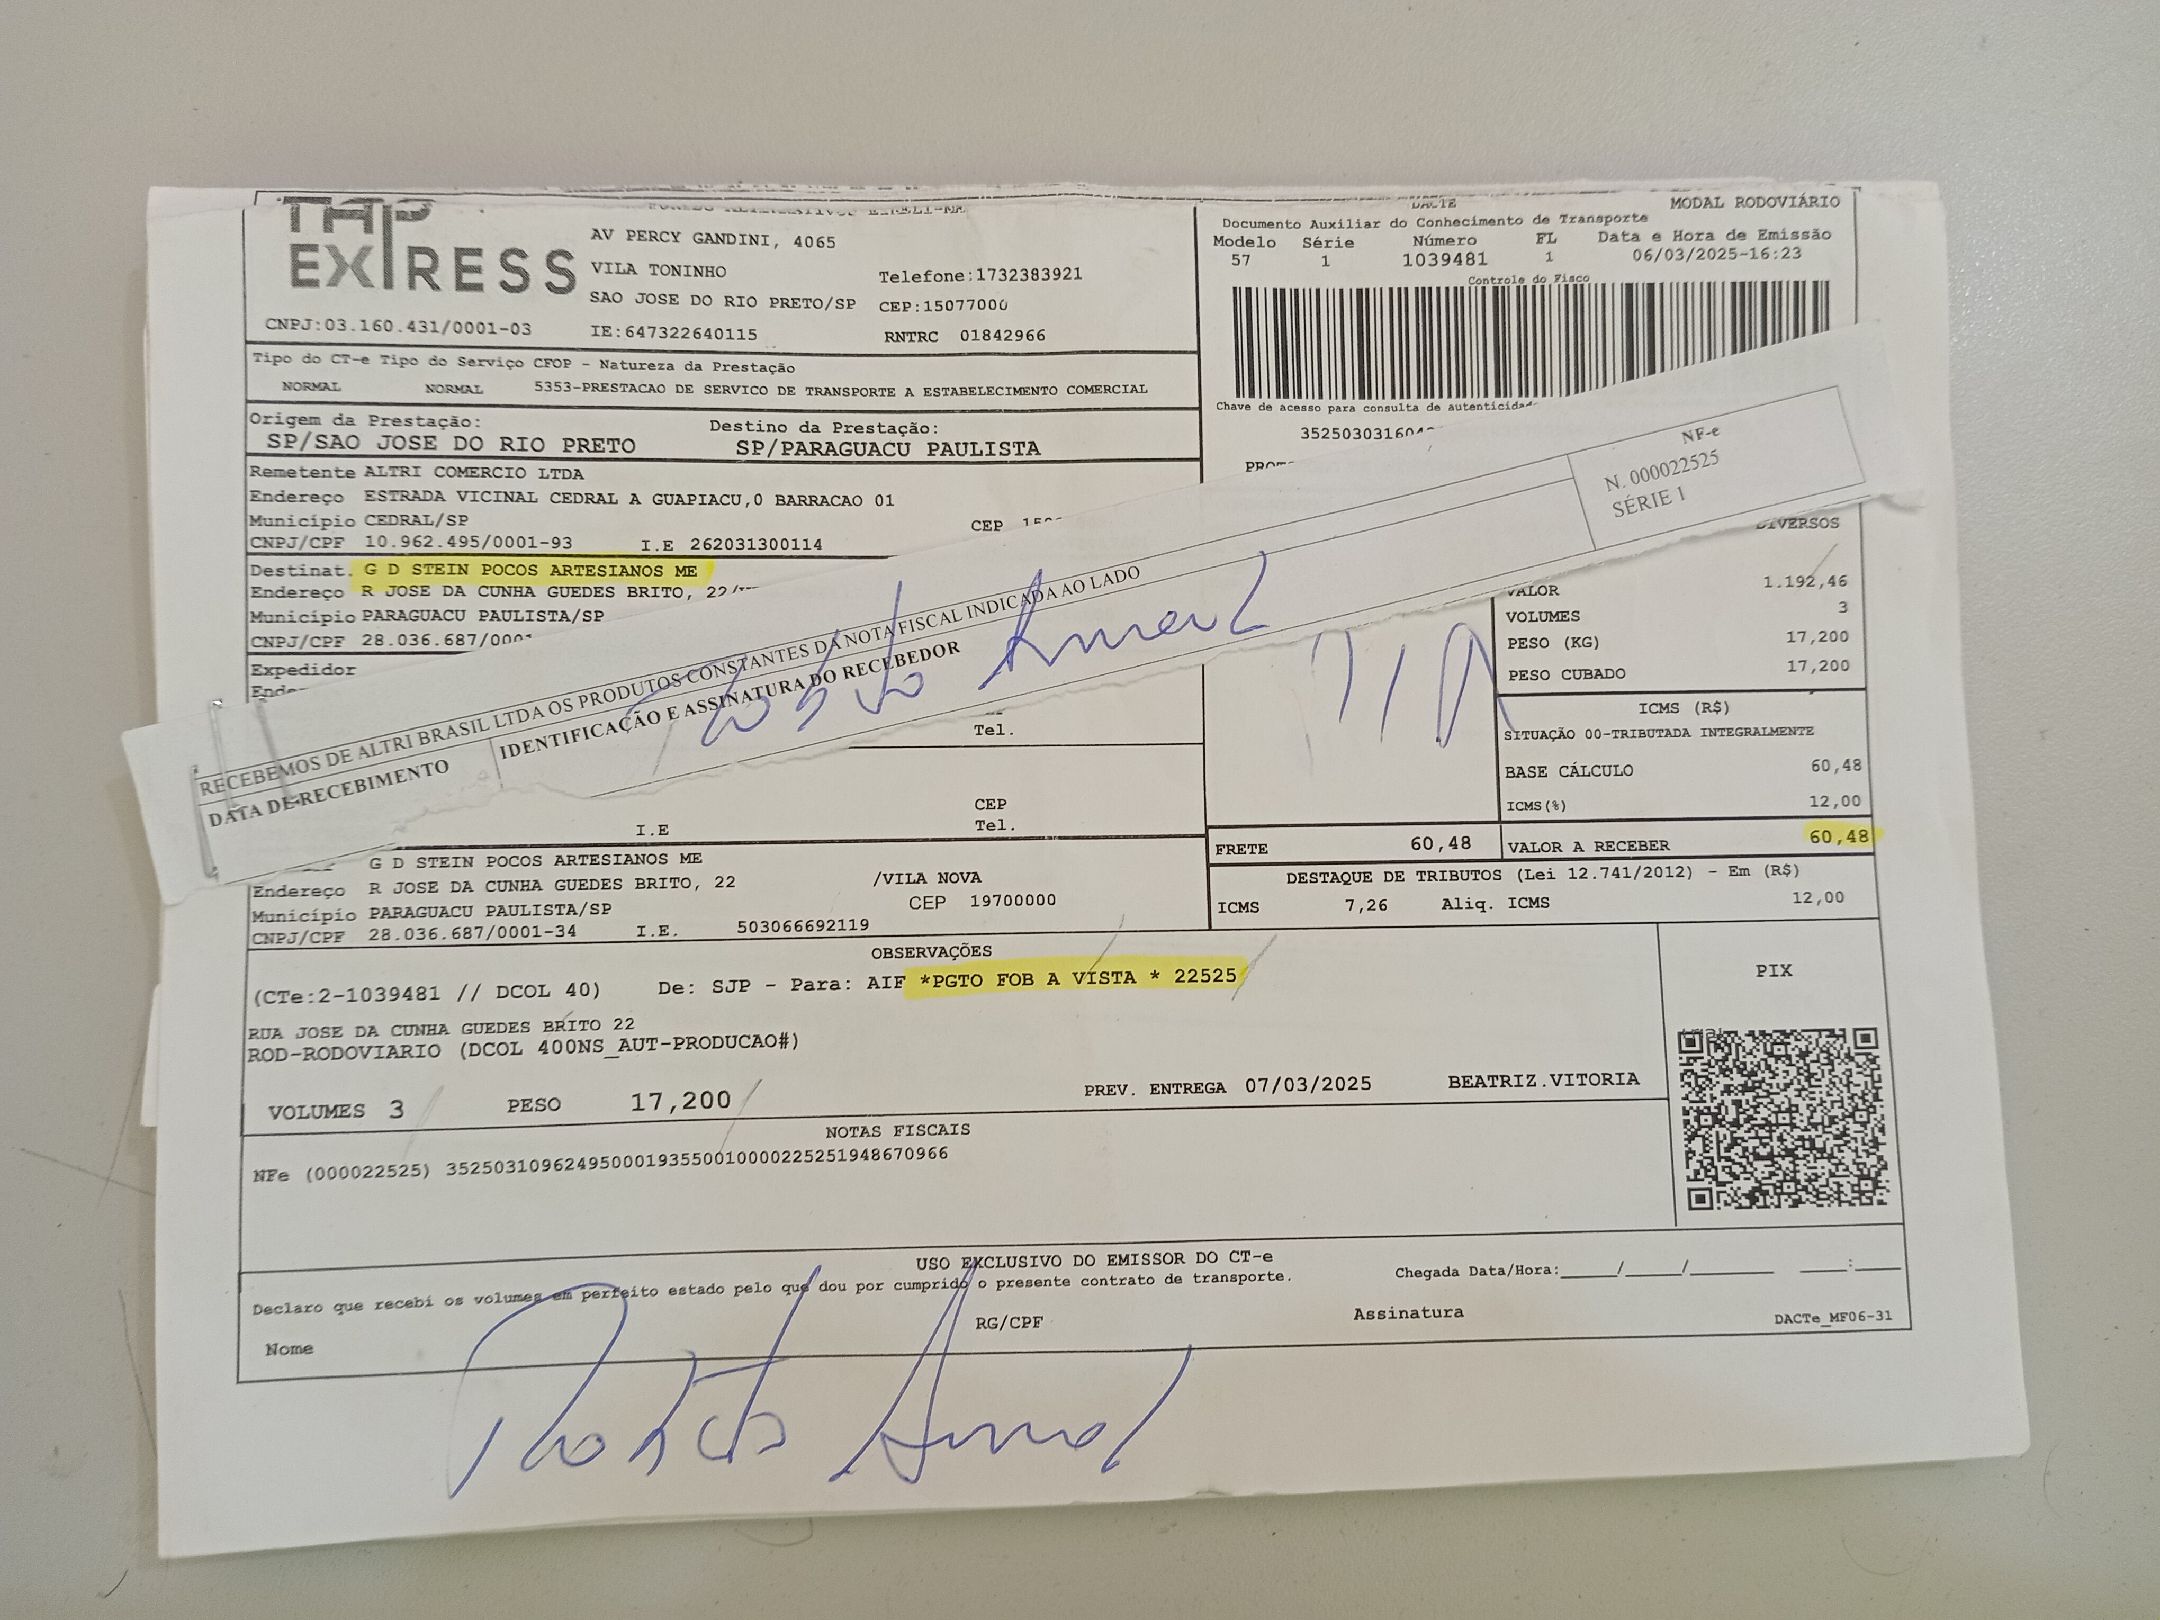 TAP
EXPRESS
AV PERCY GANDINI, 4065
VILA TONINHO
Telefone:1732383921
SAO JOSE DO RIO PRETO/SP CEP:15077000
CNPJ:03.160.431/0001-03 IE:647322640115 RNTRC 01842966
DACTE MODAL RODOVIÁRIO
Documento Auxiliar do Conhecimento de Transporte
Modelo Série Número FL Data e Hora de Emissão
57 1 1039481 1 06/03/2025-16:23
Controle do Fisco
Chave de acesso para consulta de autenticidad
Tipo do CT-e Tipo do Serviço CFOP - Natureza da Prestação
NORMAL NORMAL 5353-PRESTACAO DE SERVICO DE TRANSPORTE A ESTABELECIMENTO COMERCIAL
Origem da Prestação: Destino da Prestação:
SP/SAO JOSE DO RIO PRETO SP/PARAGUACU PAULISTA
Remetente ALTRI COMERCIO LTDA
Endereço ESTRADA VICINAL CEDRAL A GUAPIACU,0 BARRACAO 01
Município CEDRAL/SP CEP
CNPJ/CPF 10.962.495/0001-93 I.E 262031300114
Destinat. G D STEIN POCOS ARTESIANOS ME
Endereço R JOSE DA CUNHA GUEDES BRITO, 22
Município PARAGUACU PAULISTA/SP
CNPJ/CPF 28.036.687/000
Expedidor
NF-e
N. 000022525
SÉRIE 1
RECEBEMOS DE ALTRI BRASIL LTDA OS PRODUTOS CONSTANTES DA NOTA FISCAL INDICADA AO LADO
DATA DE RECEBIMENTO IDENTIFICAÇÃO E ASSINATURA DO RECEBEDOR
DIVERSOS
VALOR 1.192,46
VOLUMES 3
PESO (KG) 17,200
PESO CUBADO 17,200
ICMS (R$)
SITUAÇÃO 00-TRIBUTADA INTEGRALMENTE
BASE CÁLCULO 60,48
ICMS(%) 12,00
Tel.
CEP
I.E Tel.
FRETE 60,48 VALOR A RECEBER 60,48
DESTAQUE DE TRIBUTOS (Lei 12.741/2012) - Em (R$)
ICMS 7,26 Aliq. ICMS 12,00
G D STEIN POCOS ARTESIANOS ME
Endereço R JOSE DA CUNHA GUEDES BRITO, 22 /VILA NOVA
Município PARAGUACU PAULISTA/SP CEP 19700000
CNPJ/CPF 28.036.687/0001-34 I.E. 503066692119
OBSERVAÇÕES
(CTe:2-1039481 // DCOL 40) De: SJP - Para: AIF *PGTO FOB A VISTA * 22525
RUA JOSE DA CUNHA GUEDES BRITO 22
ROD-RODOVIARIO (DCOL 400NS_AUT-PRODUCAO#)
PIX
VOLUMES 3 PESO 17,200 PREV. ENTREGA 07/03/2025 BEATRIZ.VITORIA
NOTAS FISCAIS
NFe (000022525) 35250310962495000193550010000225251948670966
USO EXCLUSIVO DO EMISSOR DO CT-e
Declaro que recebi os volumes em perfeito estado pelo que dou por cumprido o presente contrato de transporte.
Chegada Data/Hora:_____/_____/________ ____:____
Nome RG/CPF Assinatura
DACTe_MF06-31